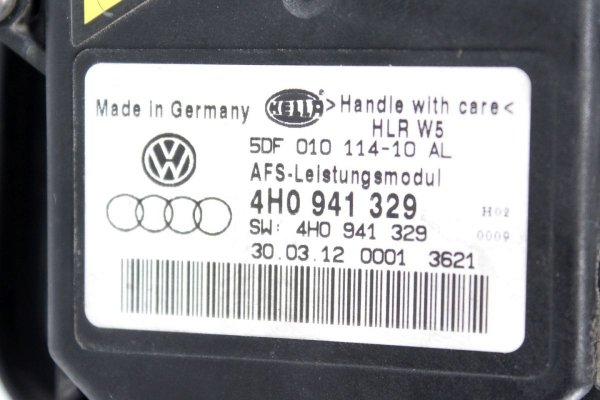 Made in Germany HELLA >Handle with care<
HLR W5
5DF 010 114-10 AL
AFS-Leistungsmodul
4H0 941 329 H02
SW: 4H0 941 329 0009
30.03.12 0001 3621